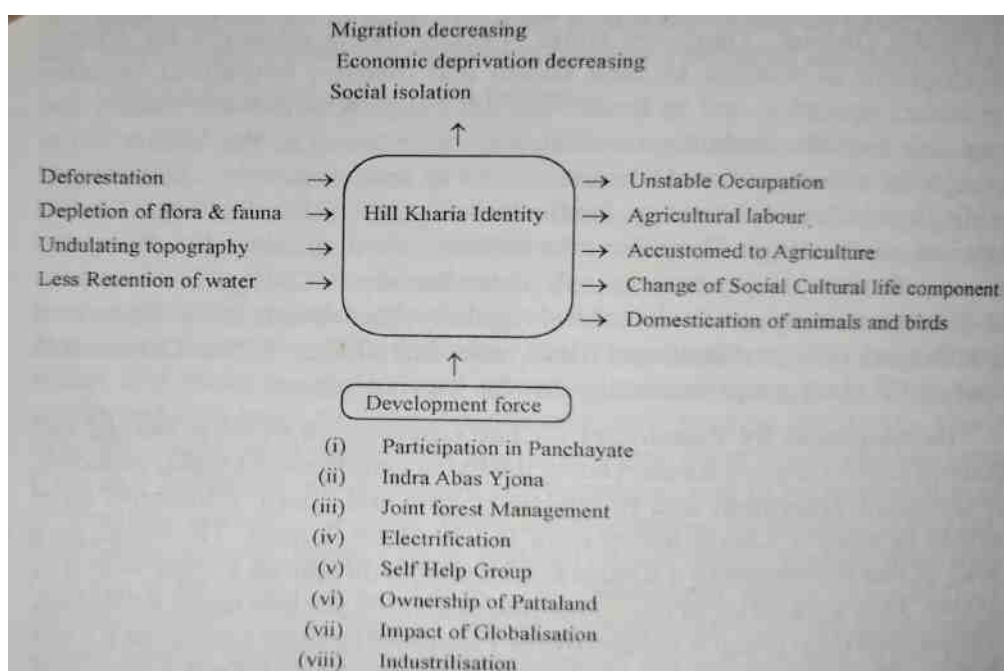 Migration decreasing
Economic deprivation decreasing
Social isolation
↑
Deforestation → → Unstable Occupation
Depletion of flora & fauna → Hill Kharia Identity → Agricultural labour
Undulating topography → → Accustomed to Agriculture
Less Retention of water → → Change of Social Cultural life component
→ Domestication of animals and birds
↑
Development force
(i) Participation in Panchayate
(ii) Indra Abas Yjona
(iii) Joint forest Management
(iv) Electrification
(v) Self Help Group
(vi) Ownership of Pattaland
(vii) Impact of Globalisation
(viii) Industrilisation